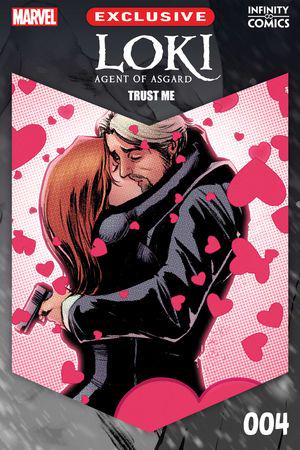 EXCLUSIVE
MARVEL
INFINITY
COMICS
LOKI
AGENT OF ASGARD
TRUST ME
004